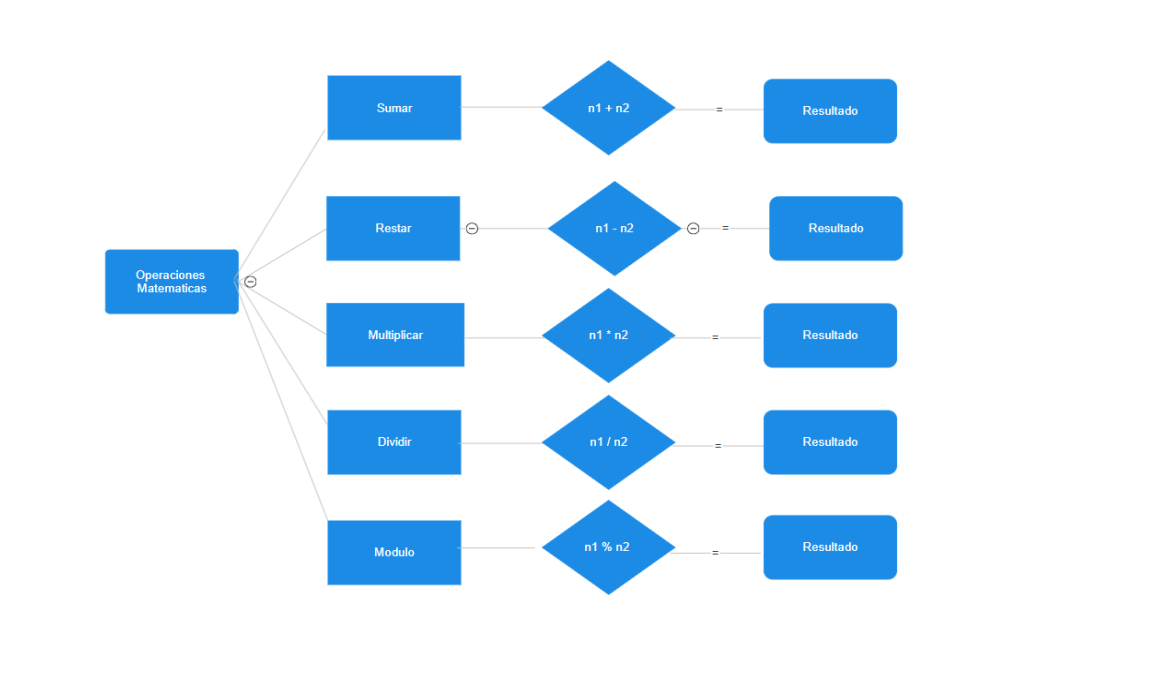 Sumar
n1 + n2
=
Resultado
Restar
n1 - n2
=
Resultado
Operaciones
Matematicas
Multiplicar
n1 * n2
=
Resultado
Dividir
n1 / n2
=
Resultado
Modulo
n1 % n2
=
Resultado